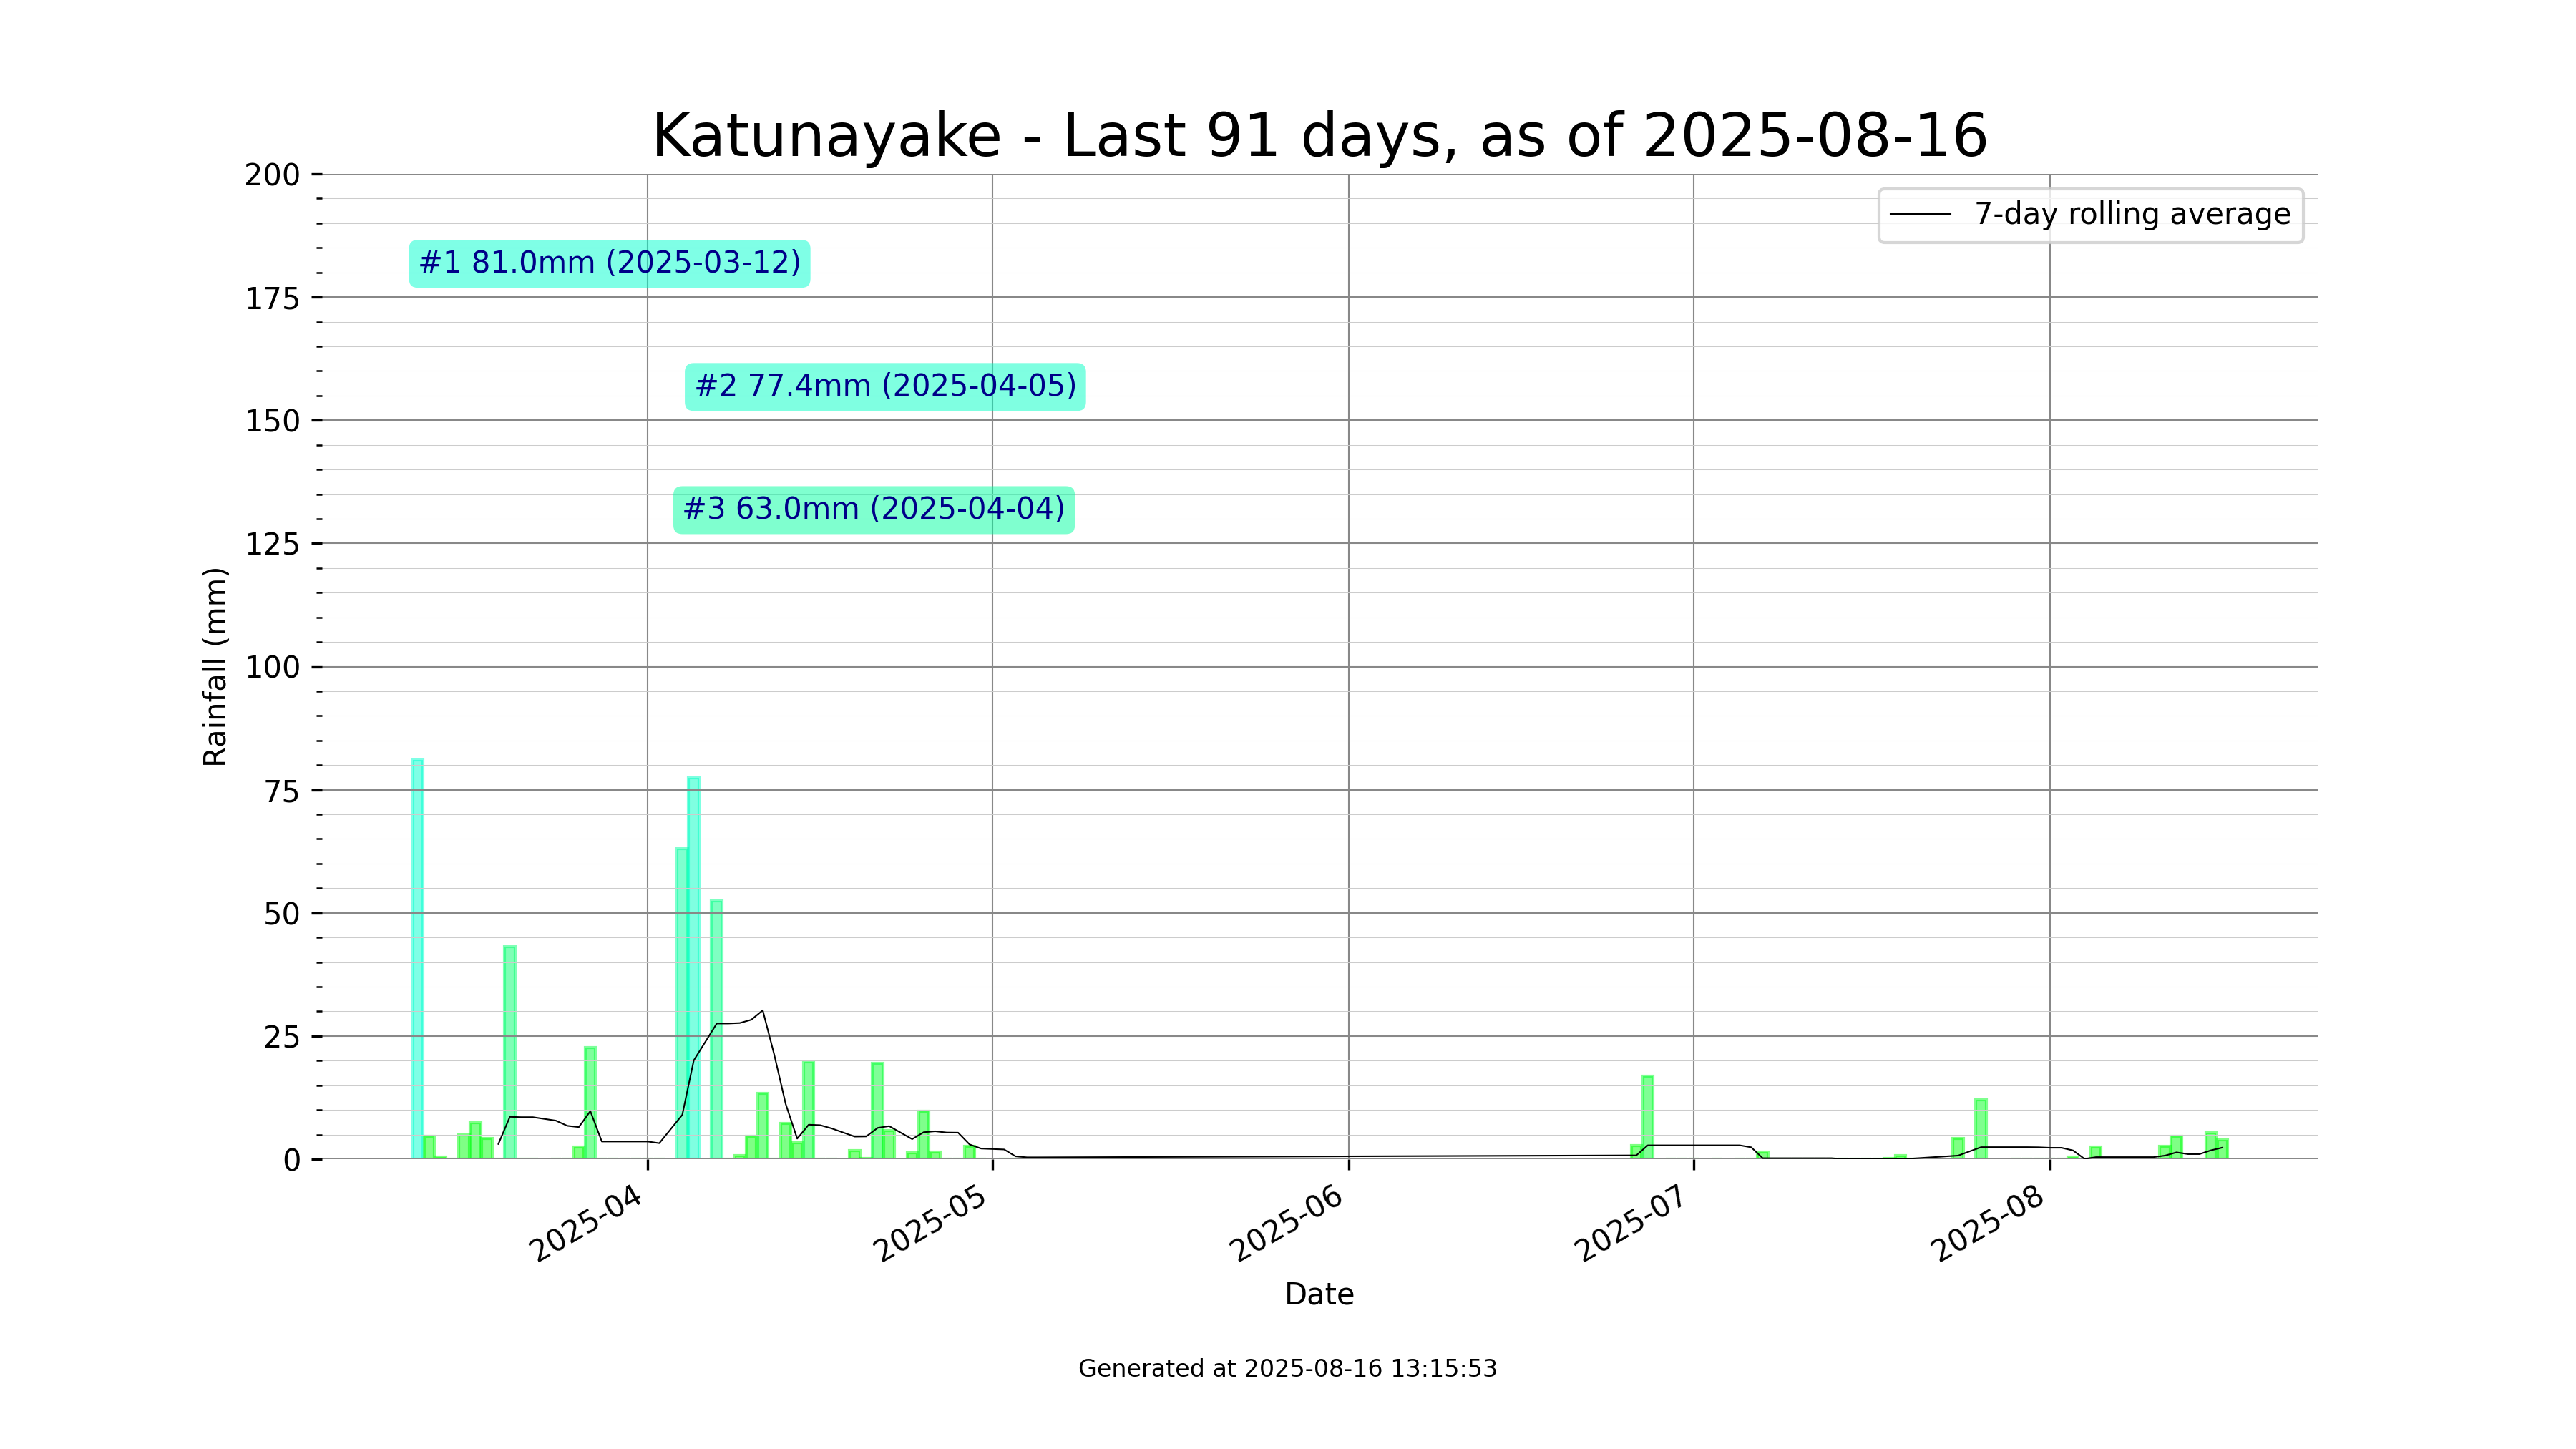 Katunayake - Last 91 days, as of 2025-08-16
7-day rolling average
#1 81.0mm (2025-03-12)
#2 77.4mm (2025-04-05)
#3 63.0mm (2025-04-04)
Rainfall (mm)
200
175
150
125
100
75
50
25
0
2025-04
2025-05
2025-06
2025-07
2025-08
Date
Generated at 2025-08-16 13:15:53